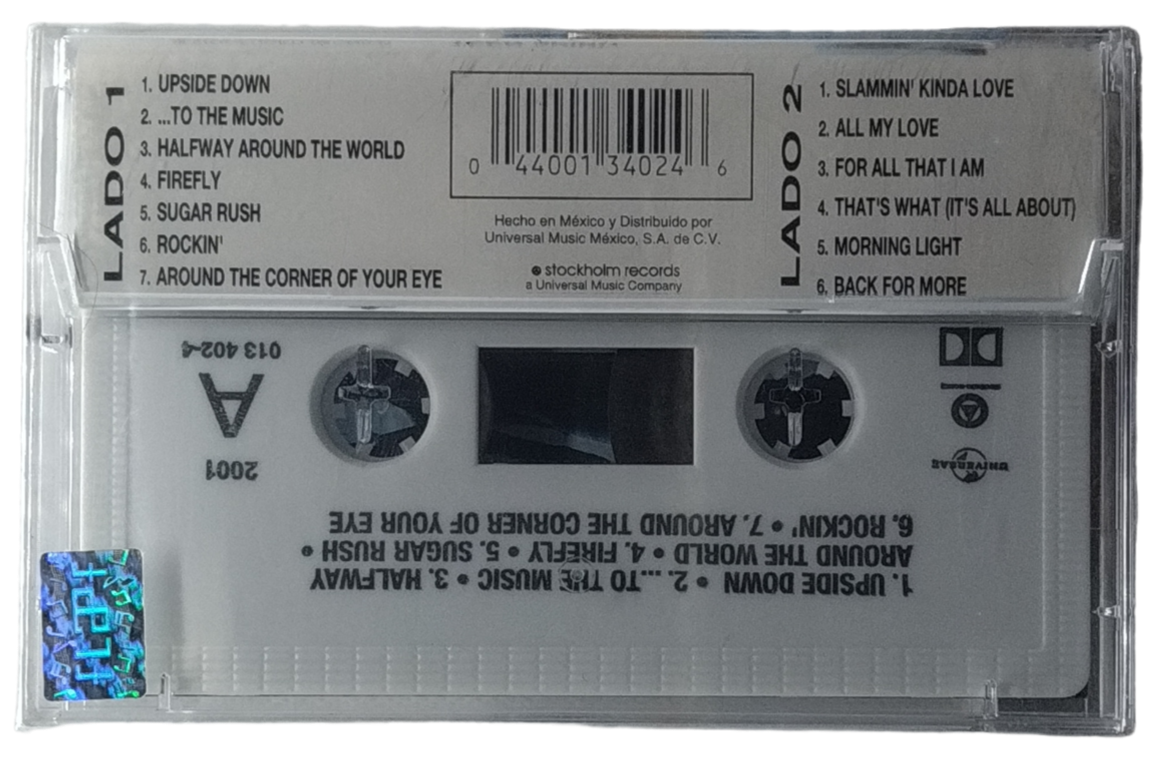 LADO 1
1. UPSIDE DOWN
2. ...TO THE MUSIC
3. HALFWAY AROUND THE WORLD
4. FIREFLY
5. SUGAR RUSH
6. ROCKIN'
7. AROUND THE CORNER OF YOUR EYE
0 44001 34024 6
Hecho en México y Distribuido por
Universal Music México, S.A. de C.V.
stockholm records
a Universal Music Company
LADO 2
1. SLAMMIN' KINDA LOVE
2. ALL MY LOVE
3. FOR ALL THAT I AM
4. THAT'S WHAT (IT'S ALL ABOUT)
5. MORNING LIGHT
6. BACK FOR MORE
1. UPSIDE DOWN • 2. ...TO THE MUSIC • 3. HALFWAY
AROUND THE WORLD • 4. FIREFLY • 5. SUGAR RUSH •
6. ROCKIN' • 7. AROUND THE CORNER OF YOUR EYE
UNIVERSAL
2001
A
013 402-4